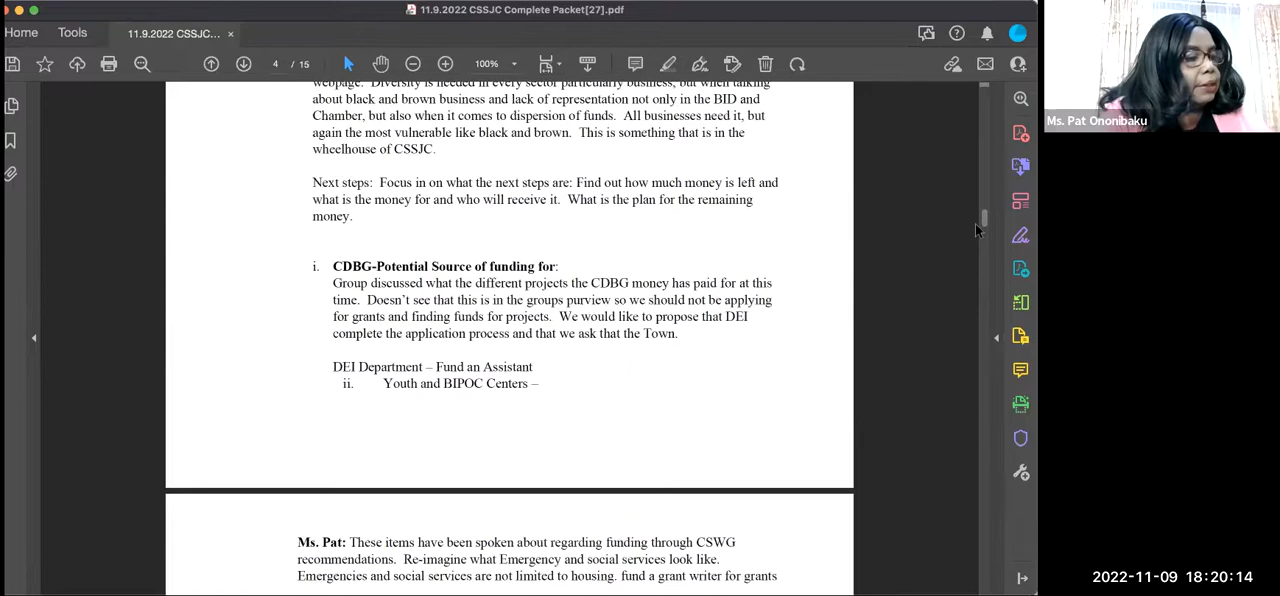 11.9.2022 CSSJC Complete Packet[27].pdf
Home Tools 11.9.2022 CSSJC... ×
4 / 15 100%
webpage. Diversity is needed in every sector particularly business, but when talking
about black and brown business and lack of representation not only in the BID and
Chamber, but also when it comes to dispersion of funds. All businesses need it, but
again the most vulnerable like black and brown. This is something that is in the
wheelhouse of CSSJC.
Next steps: Focus in on what the next steps are: Find out how much money is left and
what is the money for and who will receive it. What is the plan for the remaining
money.
i. CDBG-Potential Source of funding for:
Group discussed what the different projects the CDBG money has paid for at this
time. Doesn't see that this is in the groups purview so we should not be applying
for grants and finding funds for projects. We would like to propose that DEI
complete the application process and that we ask that the Town.
DEI Department – Fund an Assistant
ii. Youth and BIPOC Centers –
Ms. Pat: These items have been spoken about regarding funding through CSWG
recommendations. Re-imagine what Emergency and social services look like.
Emergencies and social services are not limited to housing. fund a grant writer for grants
Ms. Pat Ononibaku
2022-11-09 18:20:14